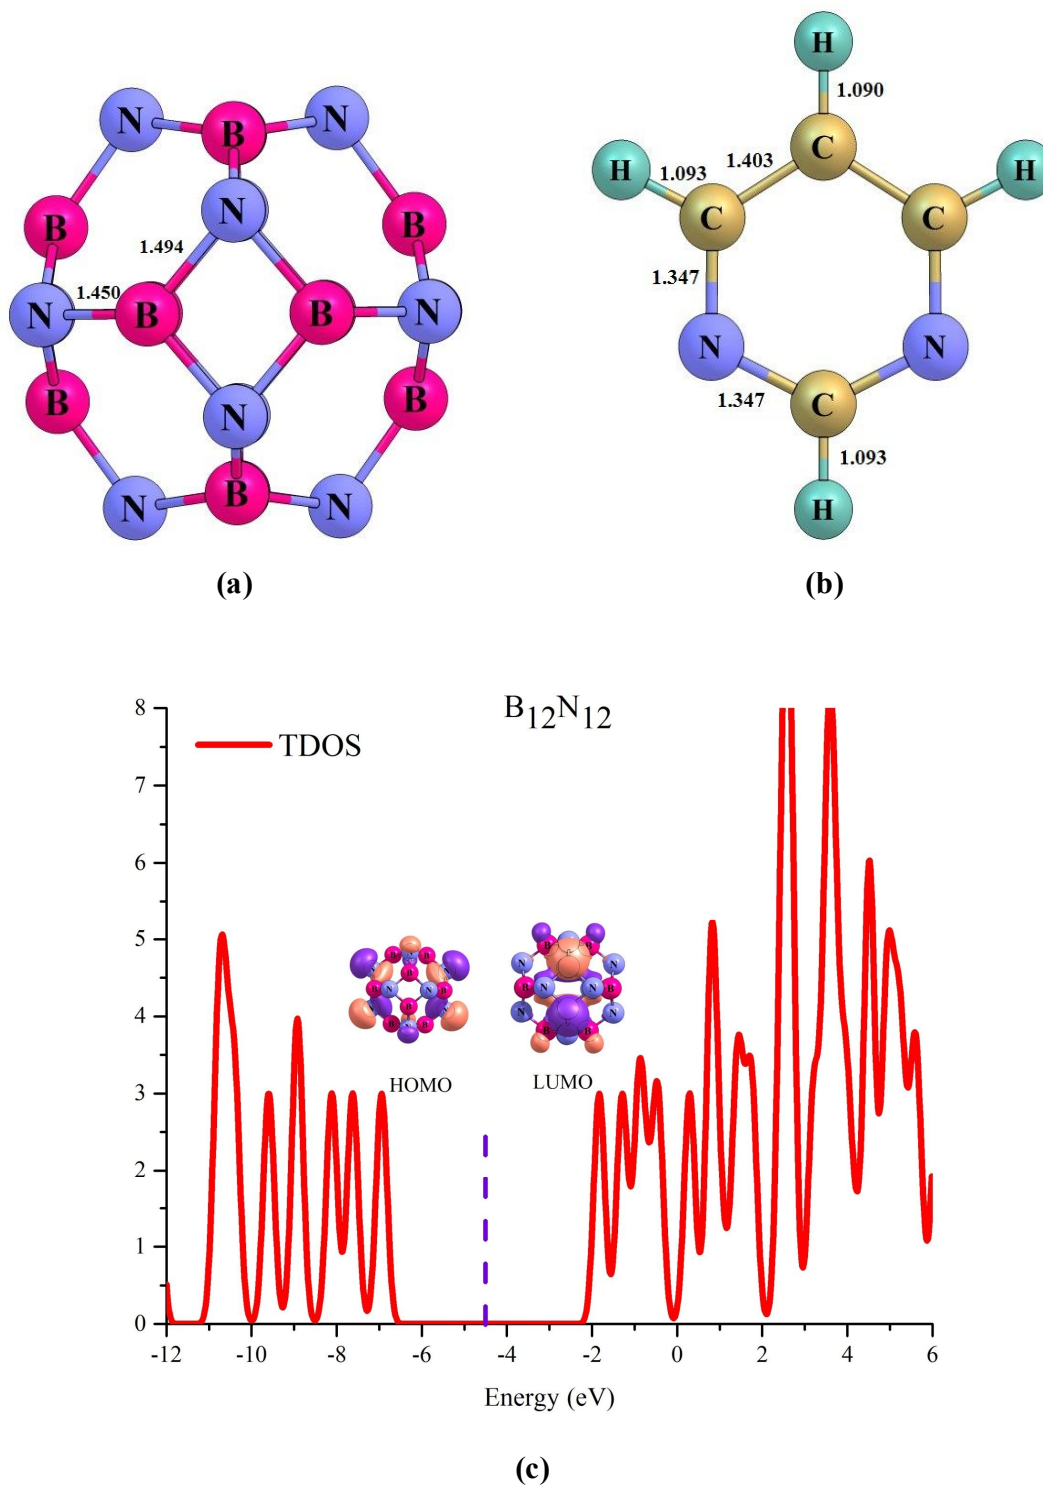 N B N
B N B
1.494
1.450
N B B N
B N B
N B N
(a)
H
1.090
H 1.093 1.403 C H
C C
1.347
N N
1.347 C
1.093
H
(b)
B12N12
TDOS
8
7
6
5
4
3
2
1
0
HOMO
LUMO
-12 -10 -8 -6 -4 -2 0 2 4 6
Energy (eV)
(c)